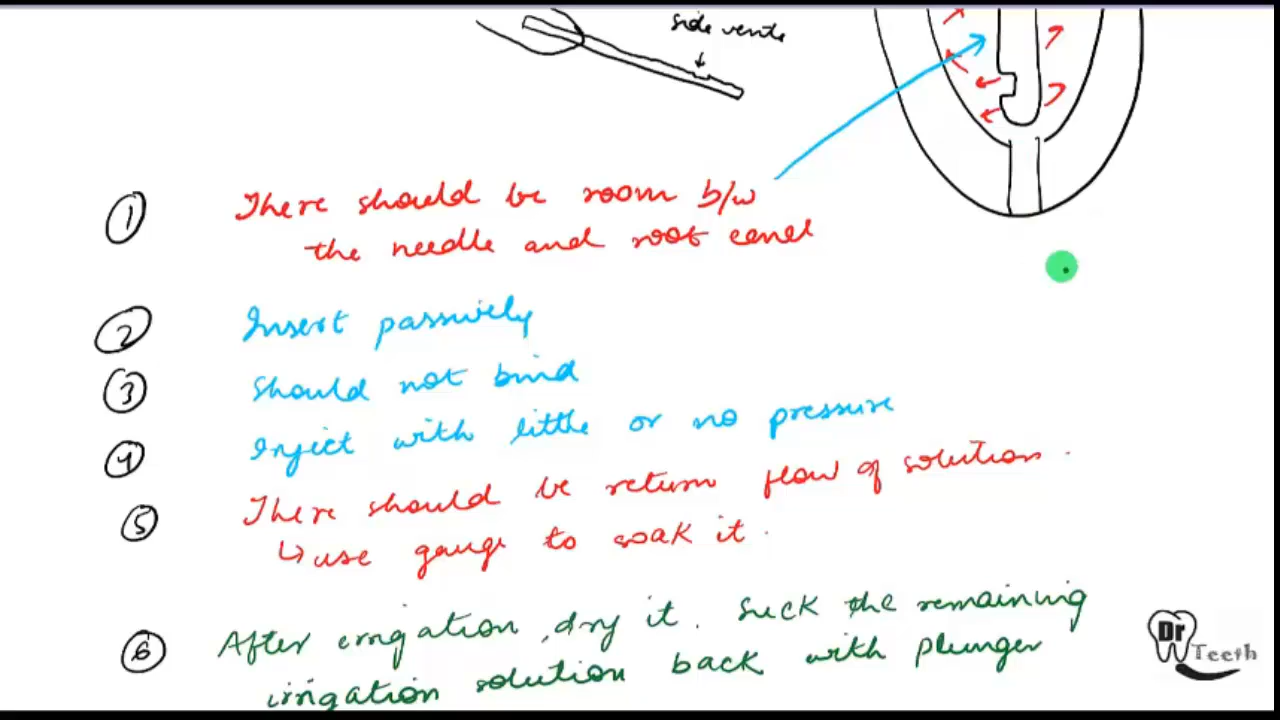 side vente
① There should be room b/w
the needle and root canal
② Insert passively
③ Should not bind
④ Inject with little or no pressure
⑤ There should be return flow of solution.
↳ use gauge to soak it.
⑥ After irrigation, dry it. Suck the remaining
irrigation solution back with plunger
Dr
Teeth